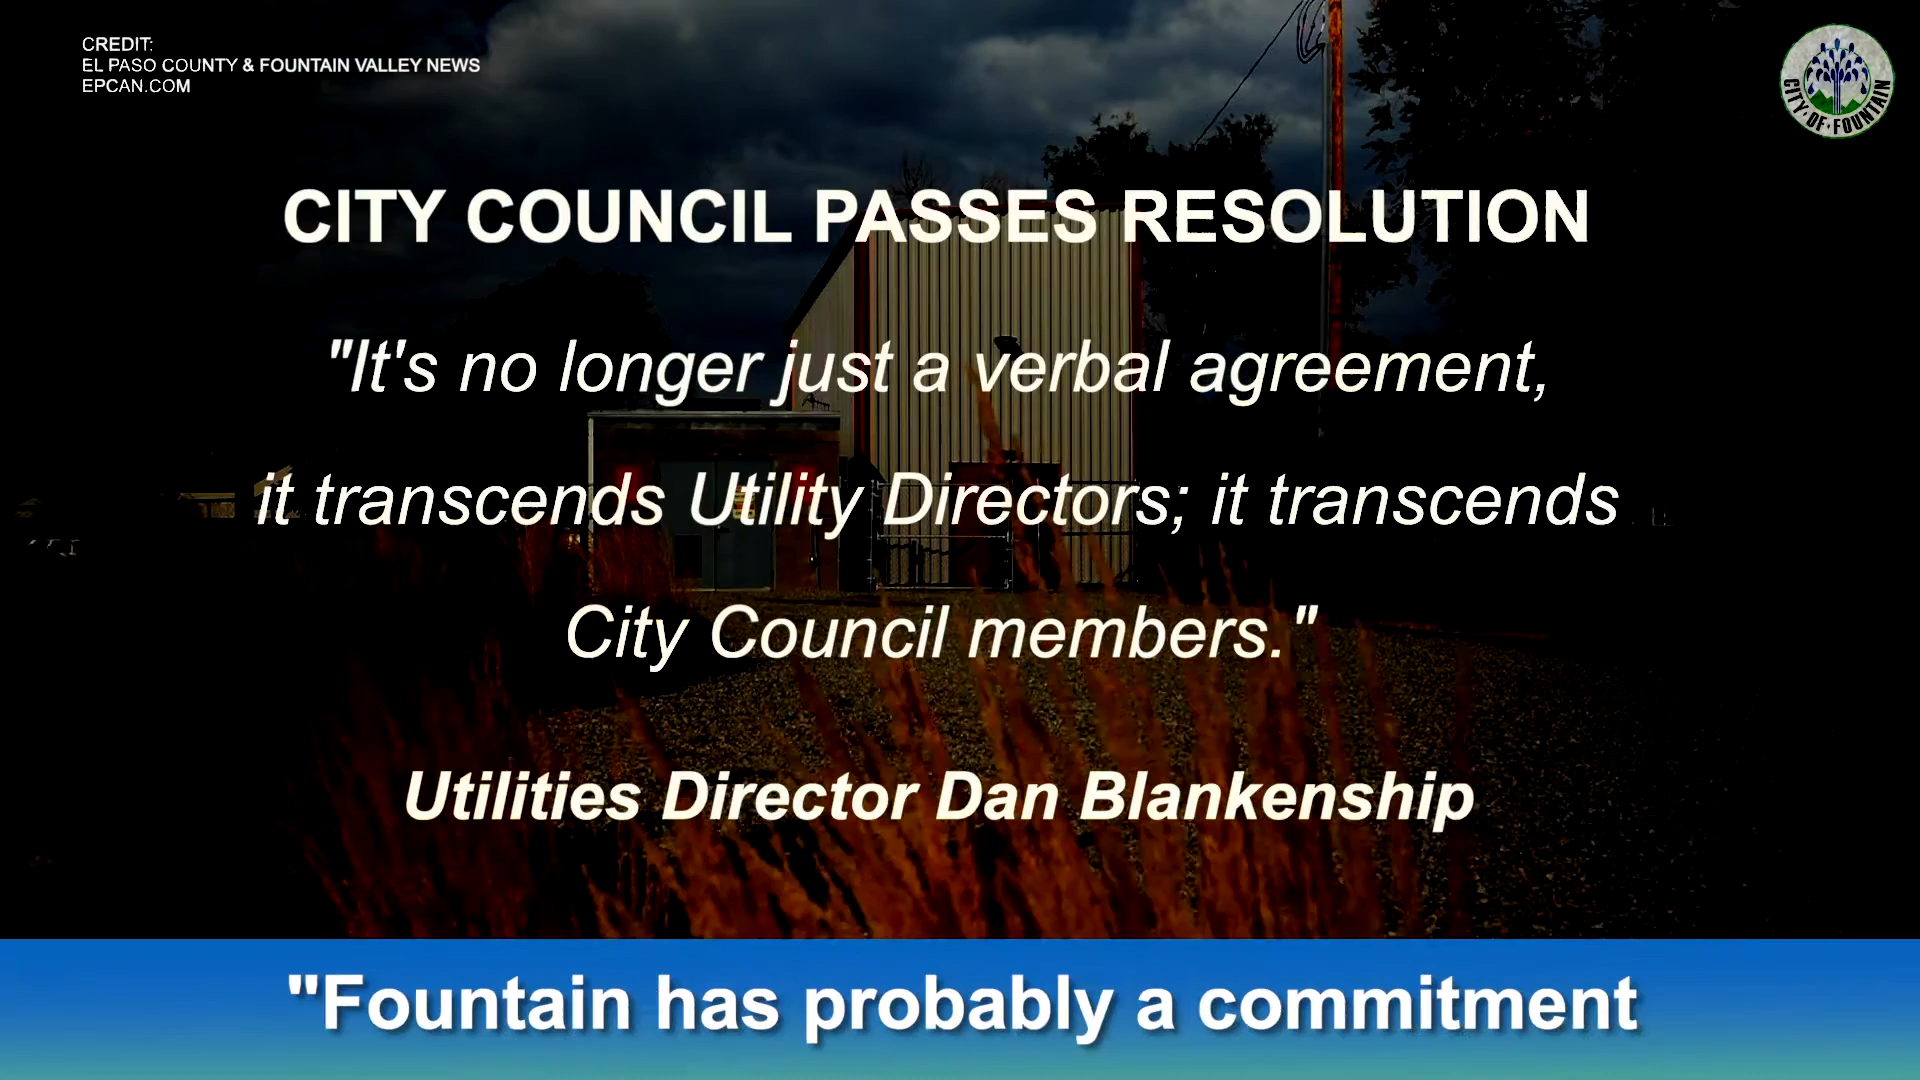 CREDIT:
EL PASO COUNTY & FOUNTAIN VALLEY NEWS
EPCAN.COM
CITY OF FOUNTAIN
CITY COUNCIL PASSES RESOLUTION
"It's no longer just a verbal agreement,
it transcends Utility Directors; it transcends
City Council members."
Utilities Director Dan Blankenship
"Fountain has probably a commitment